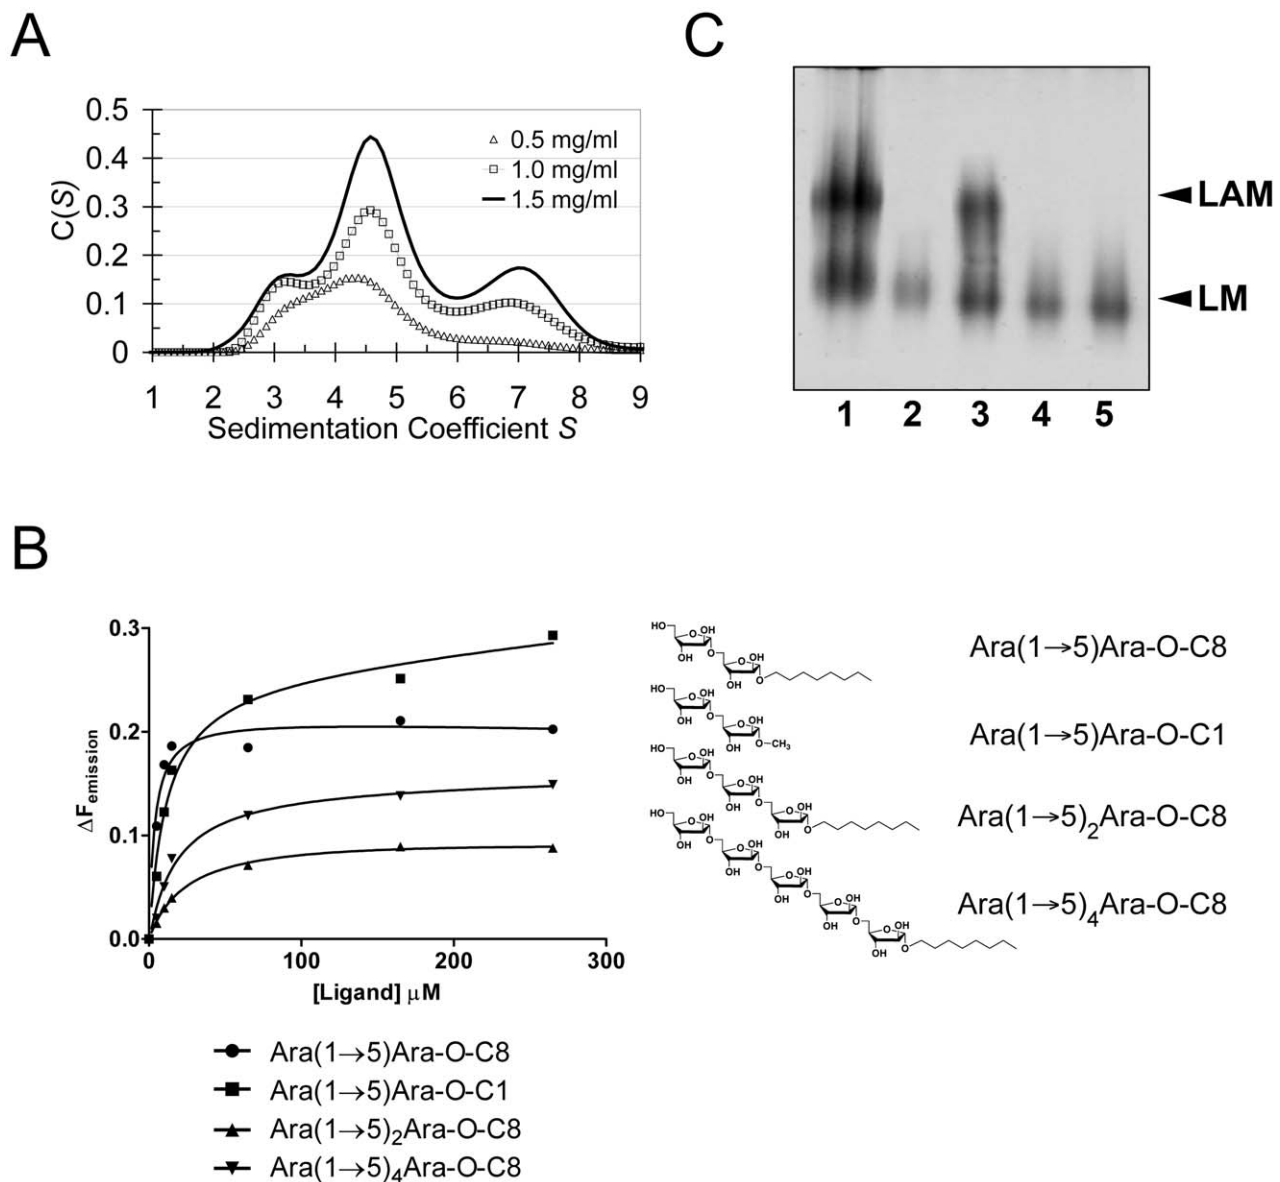 A
C
0.5
0.4
0.3
0.2
0.1
0
C(S)
0.5 mg/ml
1.0 mg/ml
1.5 mg/ml
1 2 3 4 5 6 7 8 9
Sedimentation Coefficient S
LAM
LM
1 2 3 4 5
B
0.3
0.2
0.1
0.0
ΔFemission
0 100 200 300
[Ligand] μM
Ara(1→5)Ara-O-C8
Ara(1→5)Ara-O-C1
Ara(1→5)2Ara-O-C8
Ara(1→5)4Ara-O-C8
Ara(1→5)Ara-O-C8
Ara(1→5)Ara-O-C1
Ara(1→5)2Ara-O-C8
Ara(1→5)4Ara-O-C8